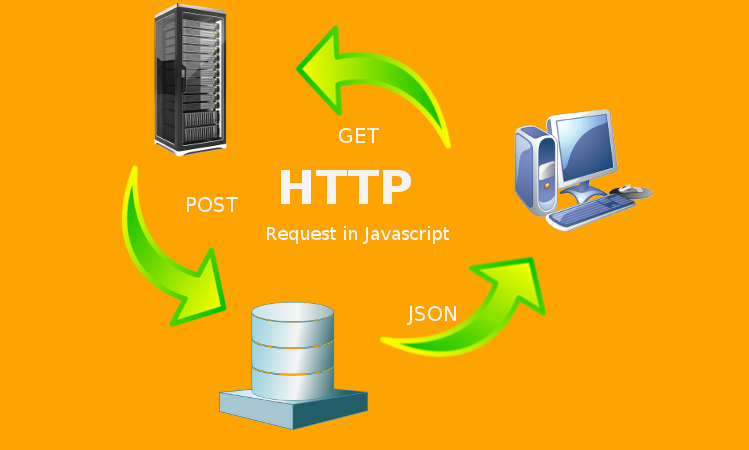 GET
HTTP
POST
Request in Javascript
JSON